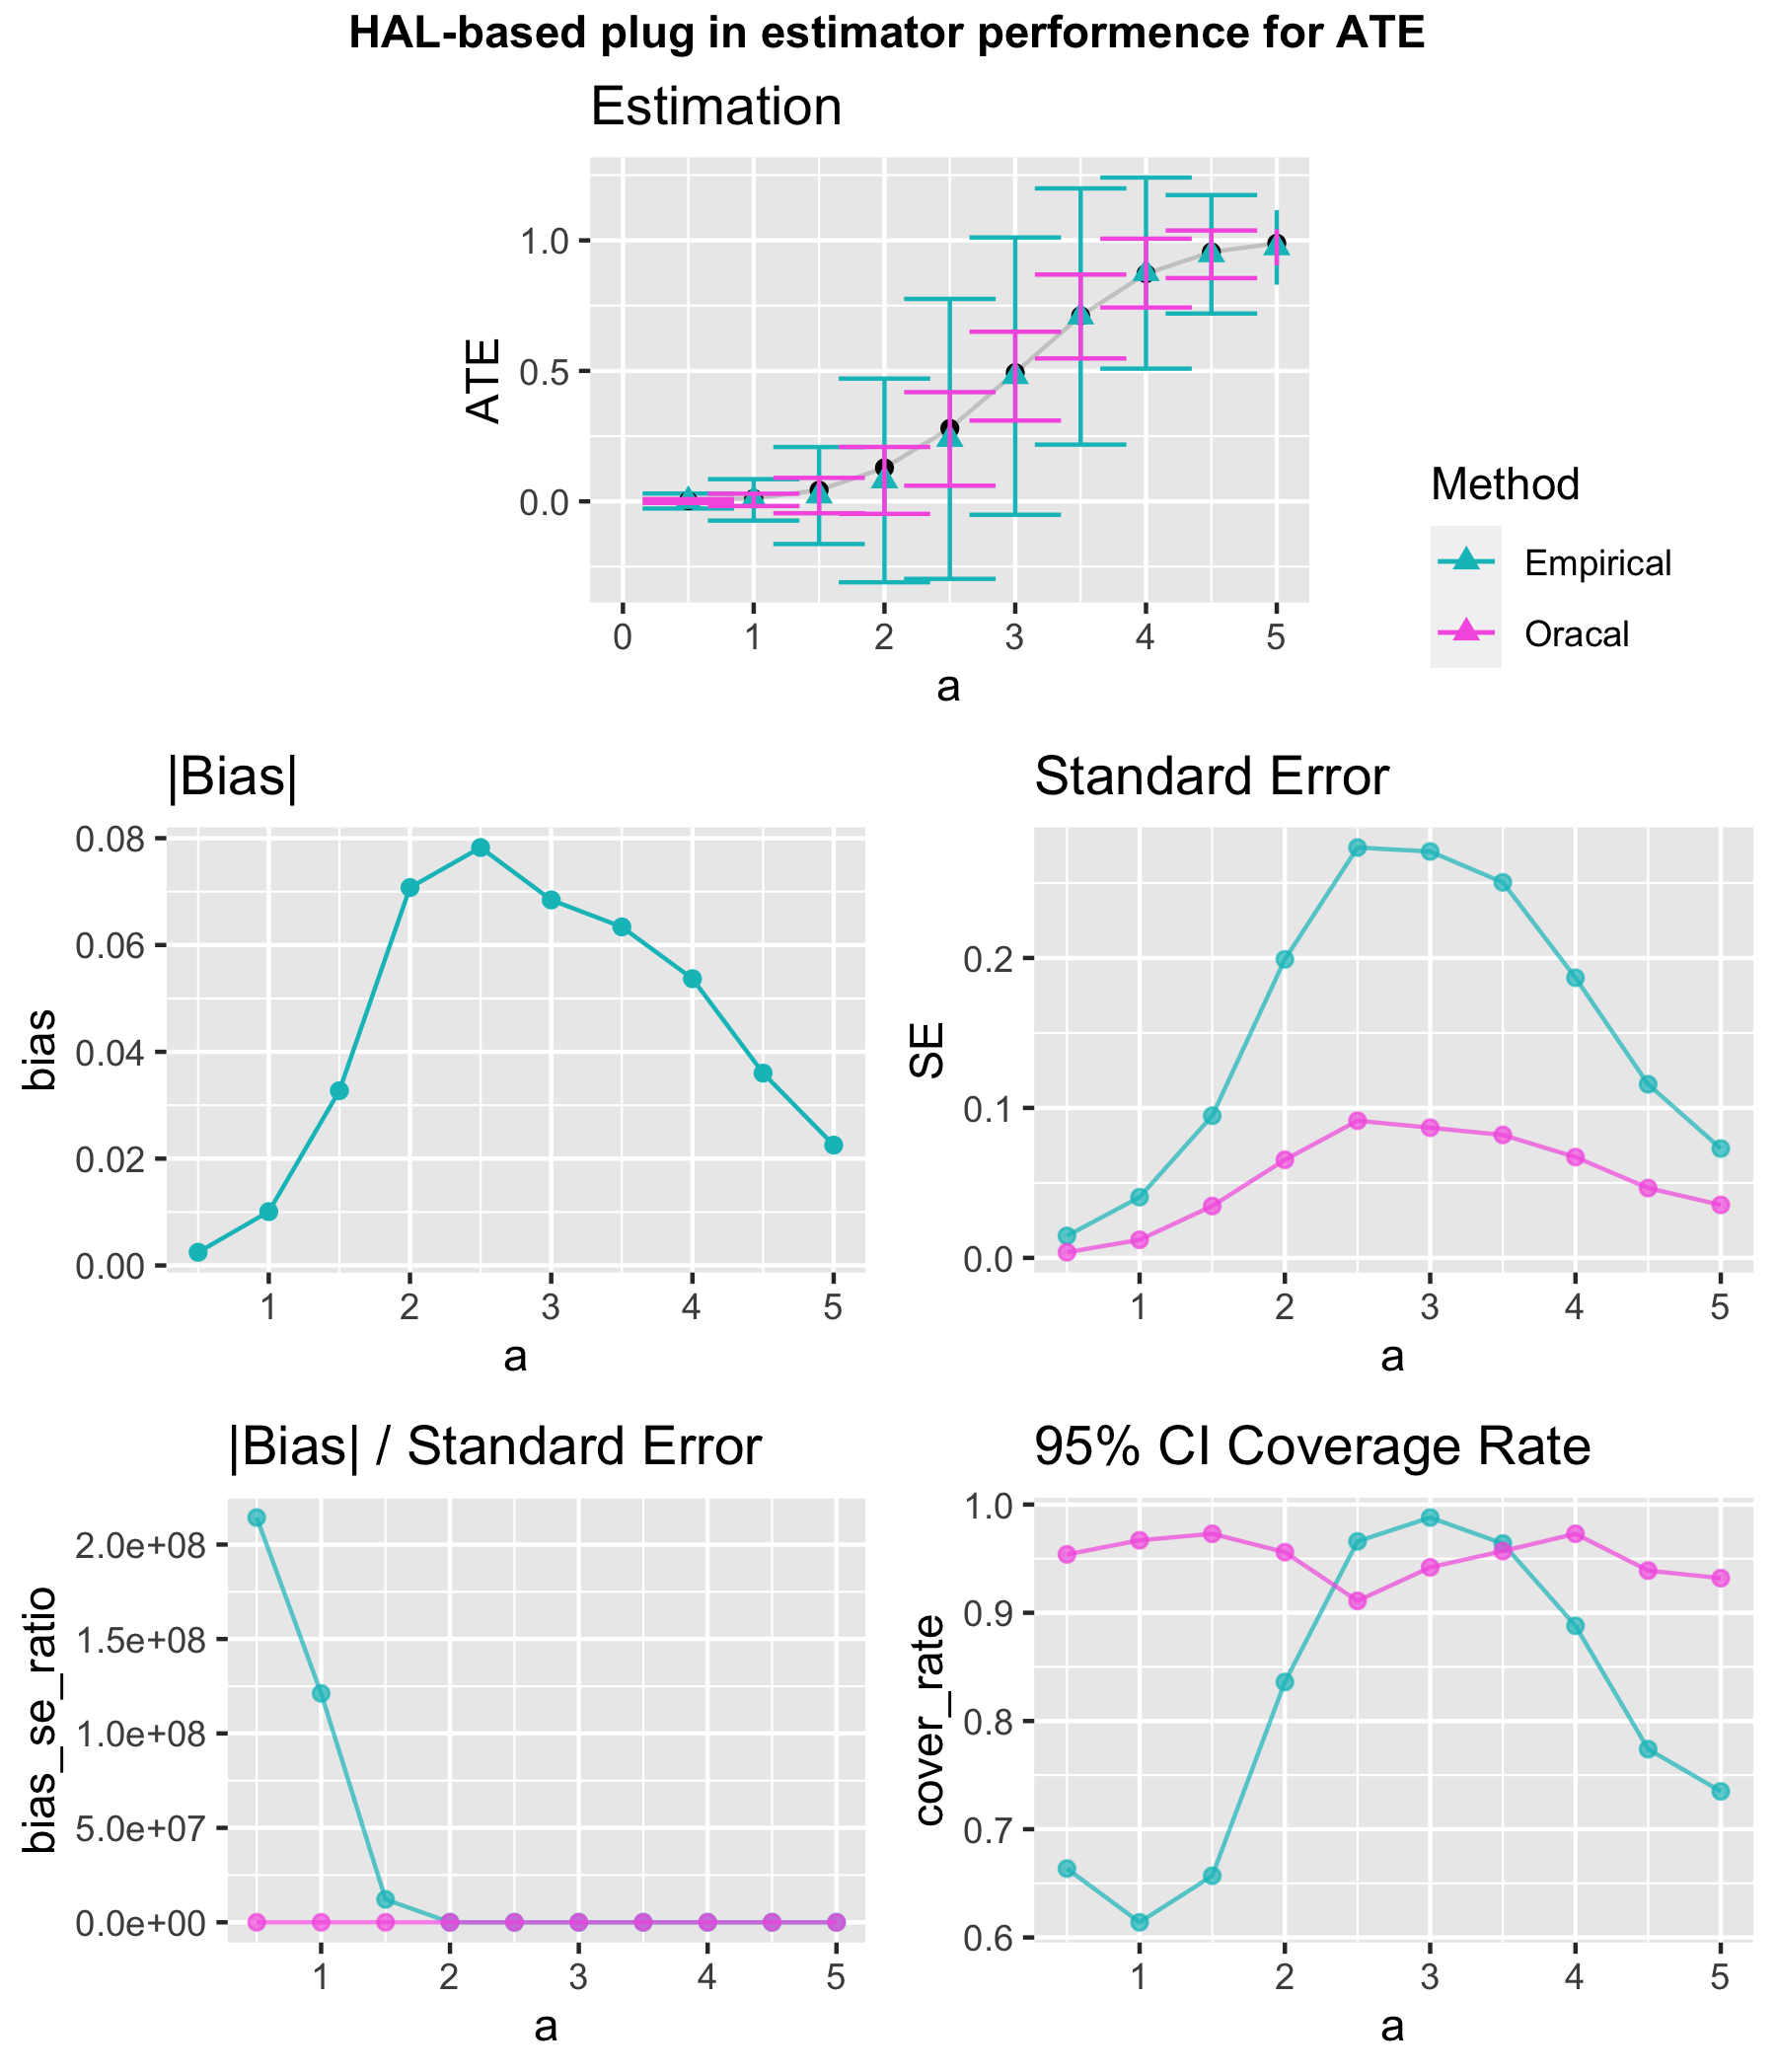 HAL-based plug in estimator performence for ATE
Estimation
ATE
1.0
0.5
0.0
0 1 2 3 4 5
a
Method
Empirical
Oracal
|Bias|
bias
0.08
0.06
0.04
0.02
0.00
1 2 3 4 5
a
Standard Error
SE
0.2
0.1
0.0
1 2 3 4 5
a
|Bias| / Standard Error
bias_se_ratio
2.0e+08
1.5e+08
1.0e+08
5.0e+07
0.0e+00
1 2 3 4 5
a
95% CI Coverage Rate
cover_rate
1.0
0.9
0.8
0.7
0.6
1 2 3 4 5
a